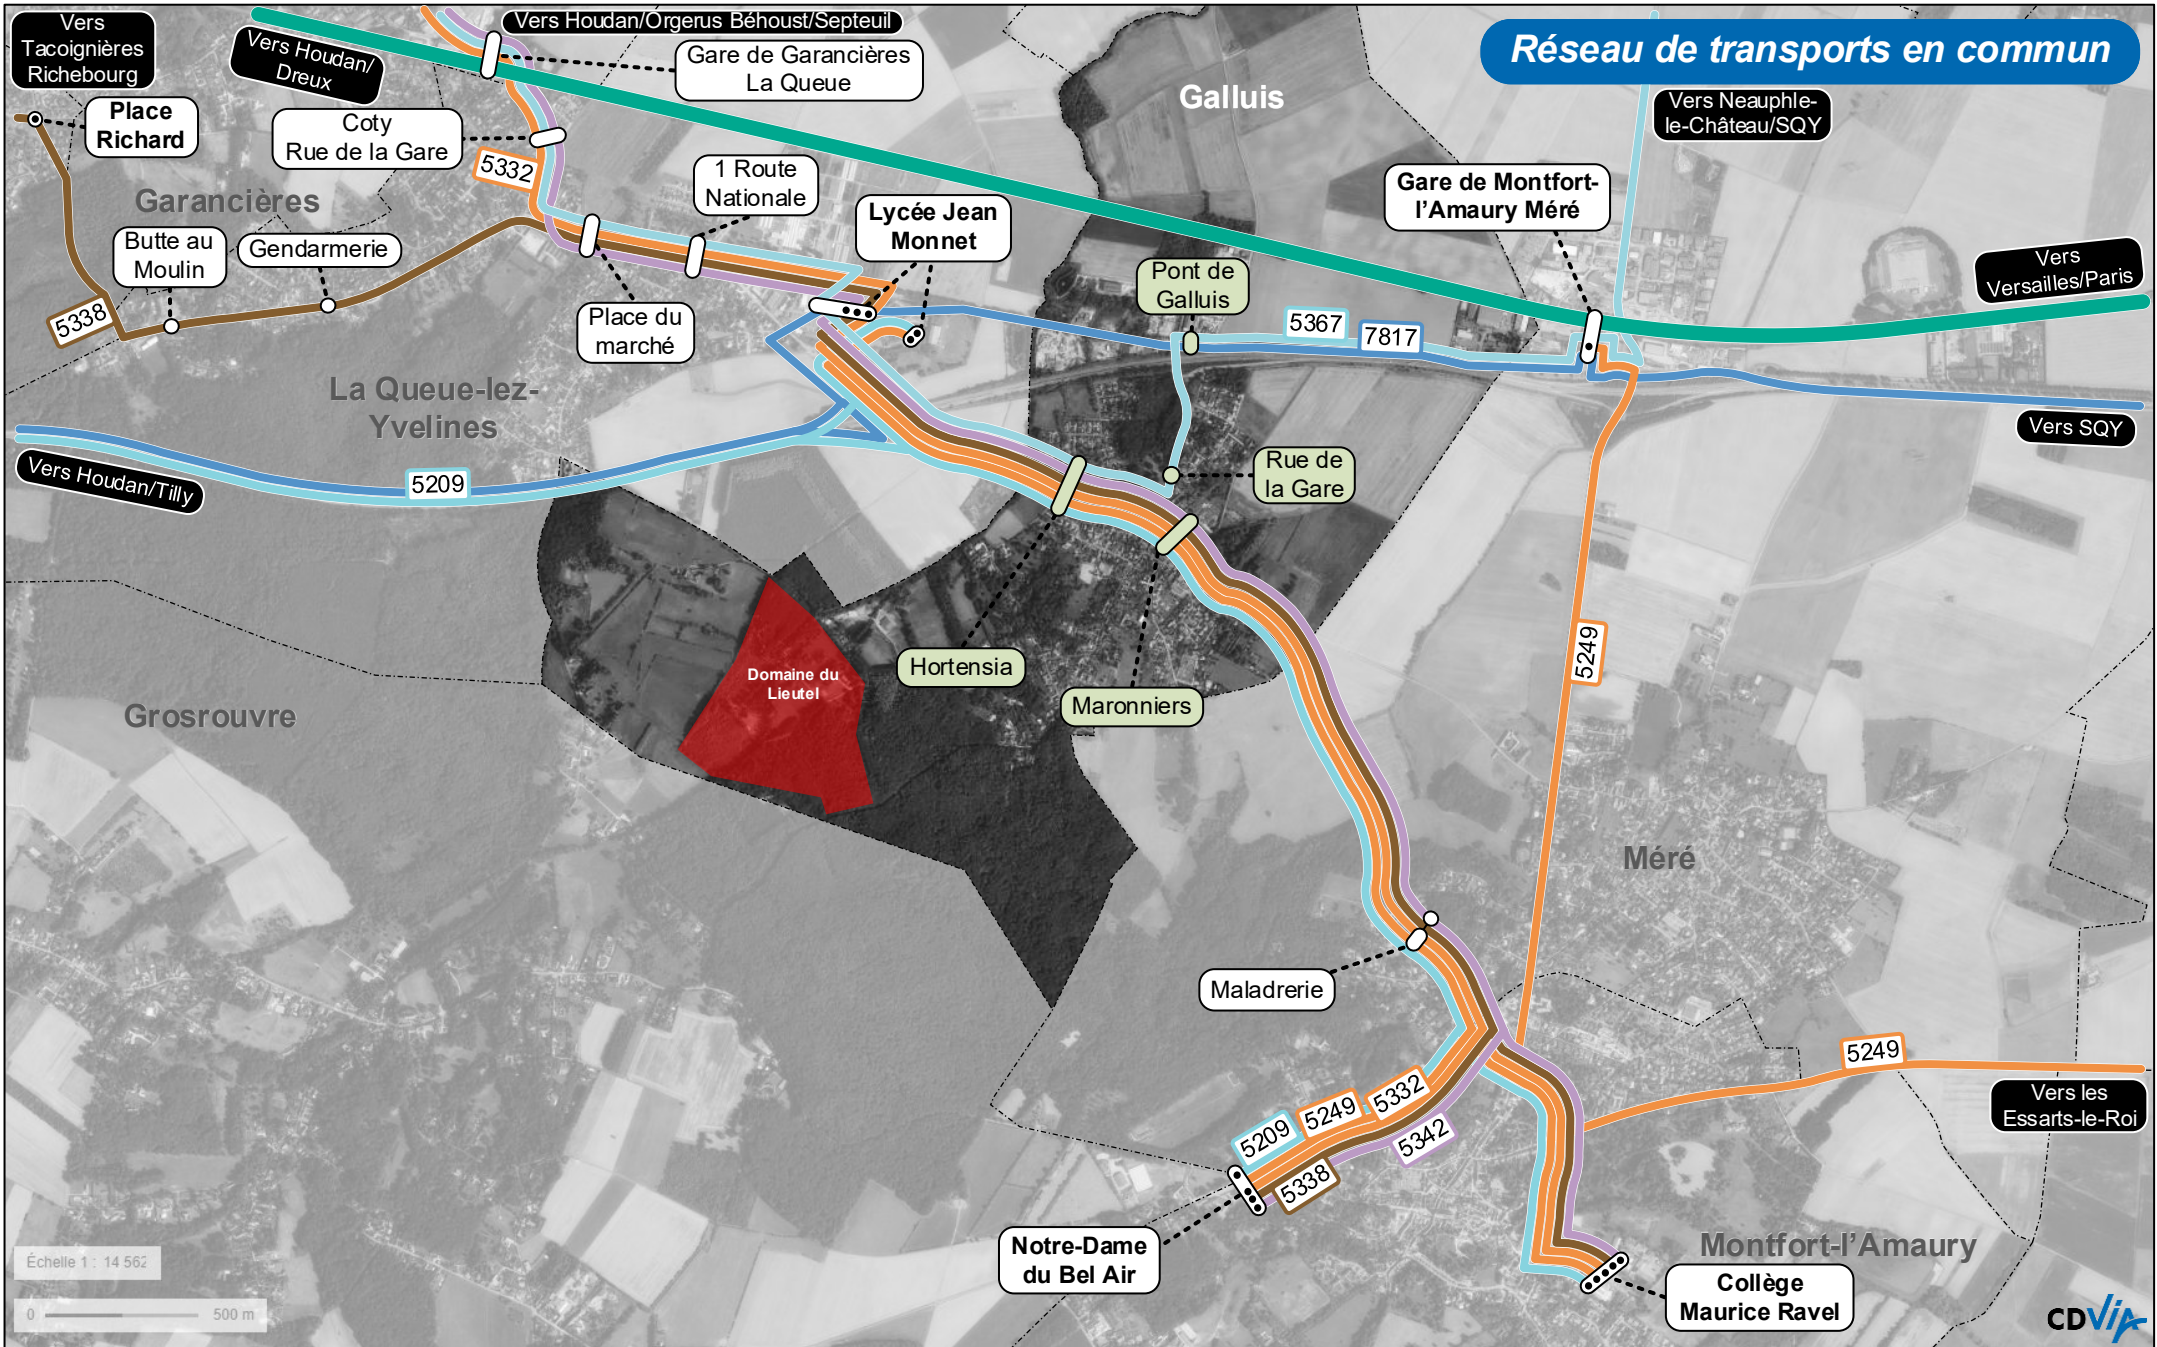 Réseau de transports en commun
Vers
Tacoignières
Richebourg
Vers Houdan/
Dreux
Vers Houdan/Orgerus Béhoust/Septeuil
Gare de Garancières
La Queue
Place
Richard
Coty
Rue de la Gare
5332
1 Route
Nationale
Galluis
Vers Neauphle-
le-Château/SQY
Gare de Montfort-
l'Amaury Méré
Lycée Jean
Monnet
Garancières
Butte au
Moulin
Gendarmerie
Pont de
Galluis
Vers
Versailles/Paris
5338
Place du
marché
5367
7817
La Queue-lez-
Yvelines
Vers SQY
Vers Houdan/Tilly
5209
Rue de
la Gare
Domaine du
Lieutel
Hortensia
Maronniers
5249
Grosrouvre
Méré
Maladrerie
5249
Vers les
Essarts-le-Roi
5209
5249
5332
5342
5338
Notre-Dame
du Bel Air
Montfort-l'Amaury
Collège
Maurice Ravel
Échelle 1 : 14 562
0
500 m
CDVIA